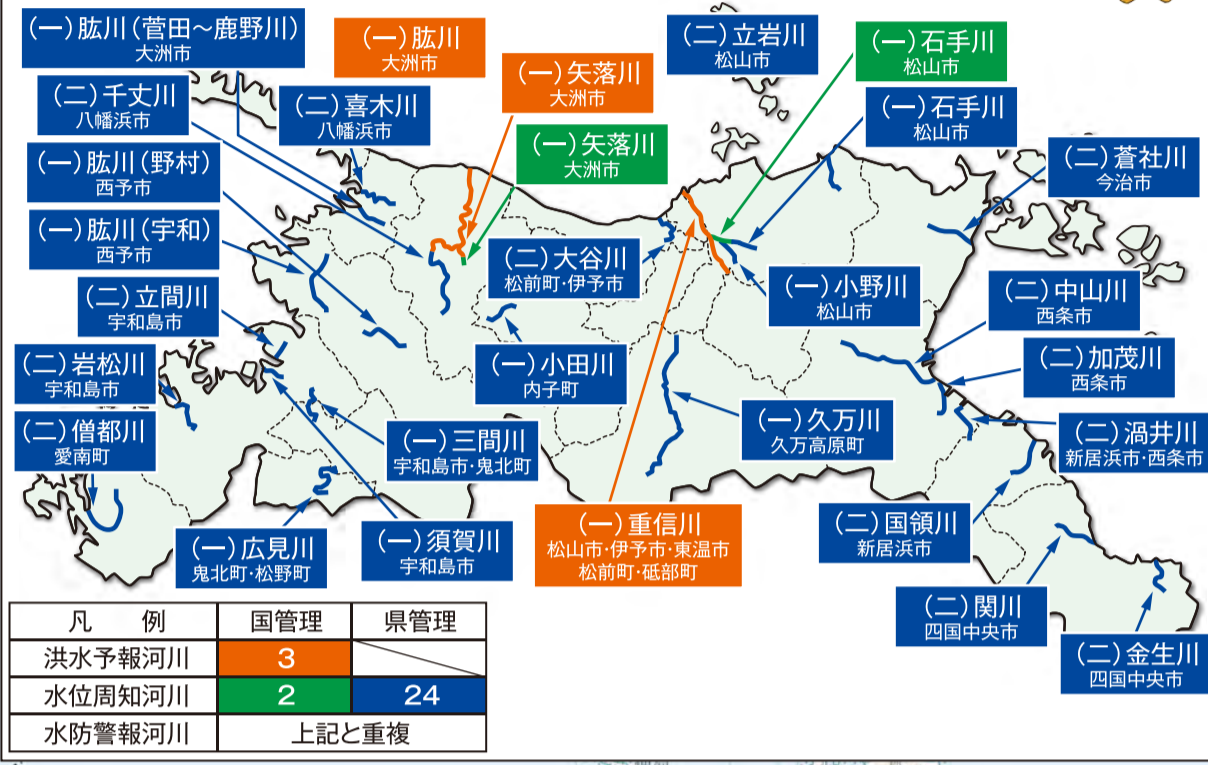 (一)肱川(菅田～鹿野川)
大洲市
(一)肱川
大洲市
(二)立岩川
松山市
(一)石手川
松山市
(一)矢落川
大洲市
(二)千丈川
八幡浜市
(二)喜木川
八幡浜市
(一)石手川
松山市
(一)矢落川
大洲市
(二)蒼社川
今治市
(一)肱川(野村)
西予市
(一)肱川(宇和)
西予市
(二)大谷川
松前町・伊予市
(一)小野川
松山市
(二)中山川
西条市
(二)立間川
宇和島市
(二)岩松川
宇和島市
(一)小田川
内子町
(二)加茂川
西条市
(二)僧都川
愛南町
(一)三間川
宇和島市・鬼北町
(一)久万川
久万高原町
(二)渦井川
新居浜市・西条市
(一)広見川
鬼北町・松野町
(一)須賀川
宇和島市
(一)重信川
松山市・伊予市・東温市
松前町・砥部町
(二)国領川
新居浜市
(二)関川
四国中央市
(二)金生川
四国中央市
凡 例 国管理 県管理
洪水予報河川 3
水位周知河川 2 24
水防警報河川 上記と重複